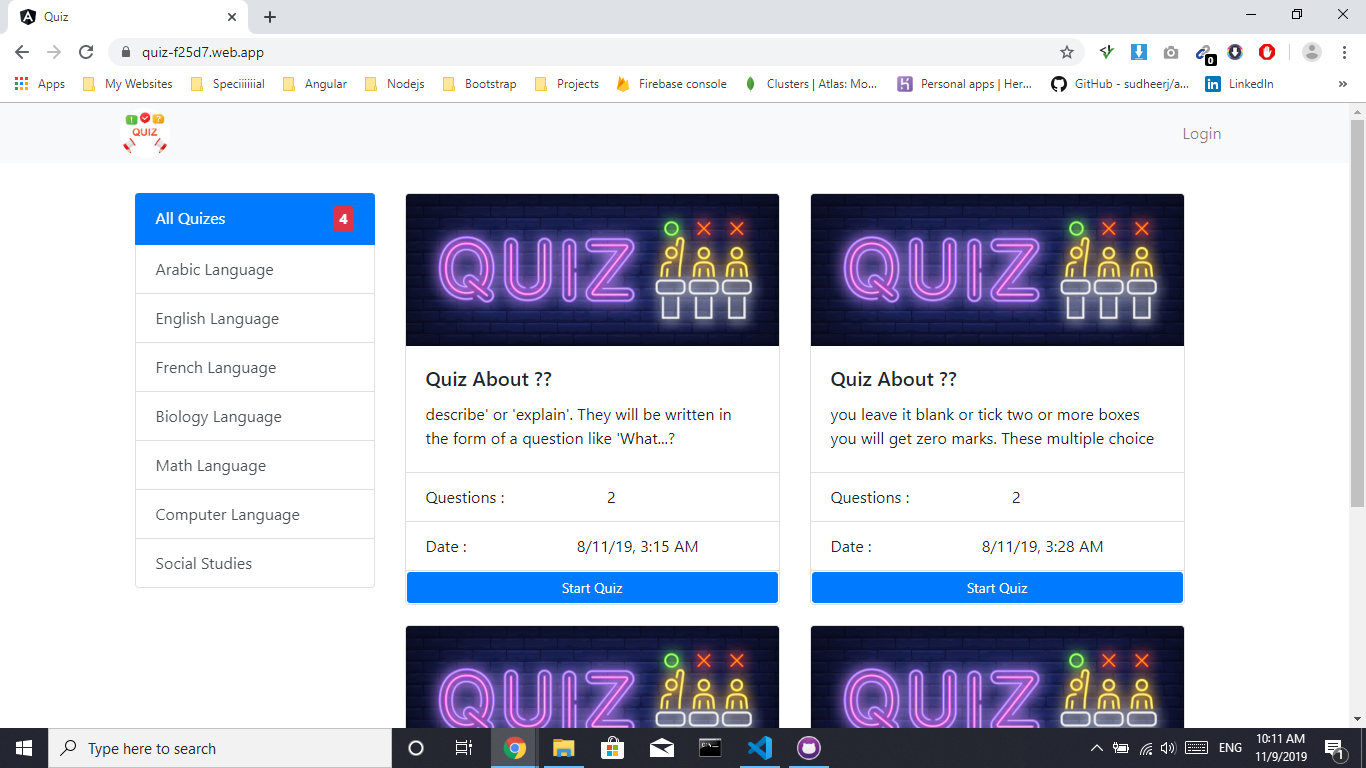 Quiz
quiz-f25d7.web.app
0
Apps
My Websites
Speciiiiiial
Angular
Nodejs
Bootstrap
Projects
Firebase console
Clusters | Atlas: Mo...
Personal apps | Her...
GitHub - sudheerj/a...
LinkedIn
»
! ?
QUIZ
Login
All Quizes 4
Arabic Language
English Language
French Language
Biology Language
Math Language
Computer Language
Social Studies
QUIZ
Quiz About ??
describe' or 'explain'. They will be written in
the form of a question like 'What...?
Questions : 2
Date : 8/11/19, 3:15 AM
Start Quiz
QUIZ
Quiz About ??
you leave it blank or tick two or more boxes
you will get zero marks. These multiple choice
Questions : 2
Date : 8/11/19, 3:28 AM
Start Quiz
QUIZ
QUIZ
Type here to search
ENG
10:11 AM
11/9/2019
1